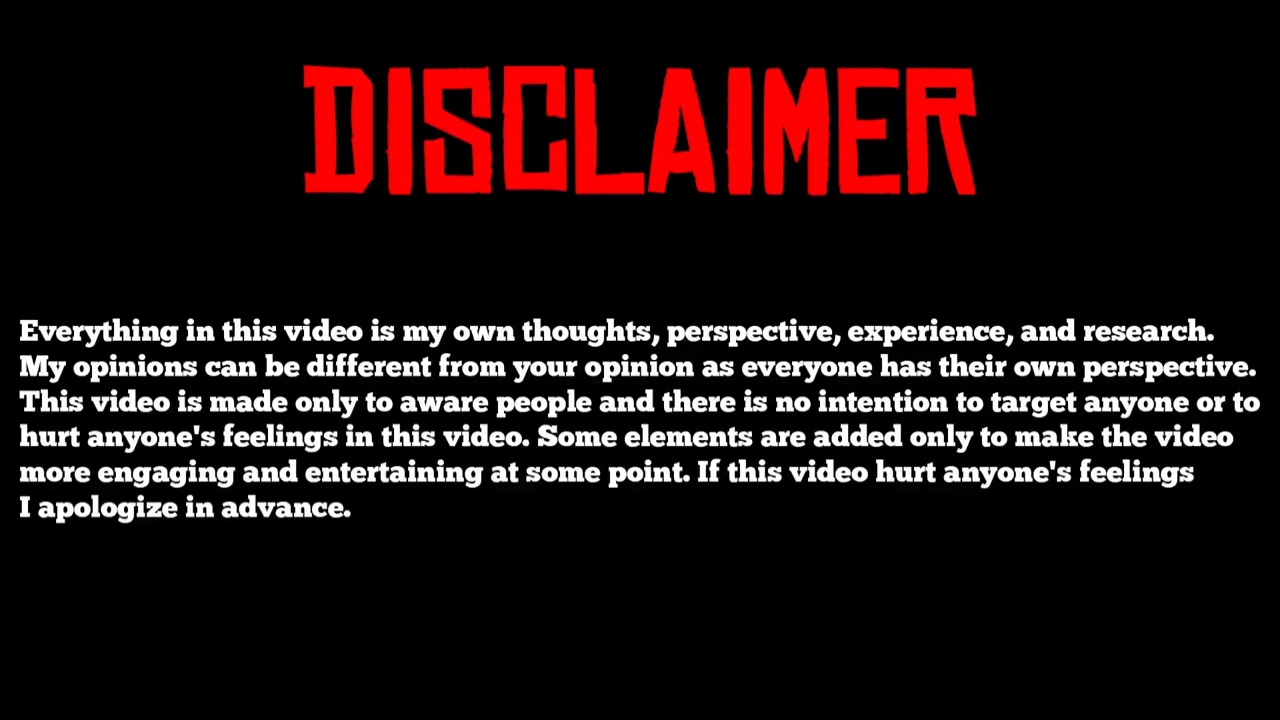 DISCLAIMER
Everything in this video is my own thoughts, perspective, experience, and research.
My opinions can be different from your opinion as everyone has their own perspective.
This video is made only to aware people and there is no intention to target anyone or to
hurt anyone's feelings in this video. Some elements are added only to make the video
more engaging and entertaining at some point. If this video hurt anyone's feelings
I apologize in advance.